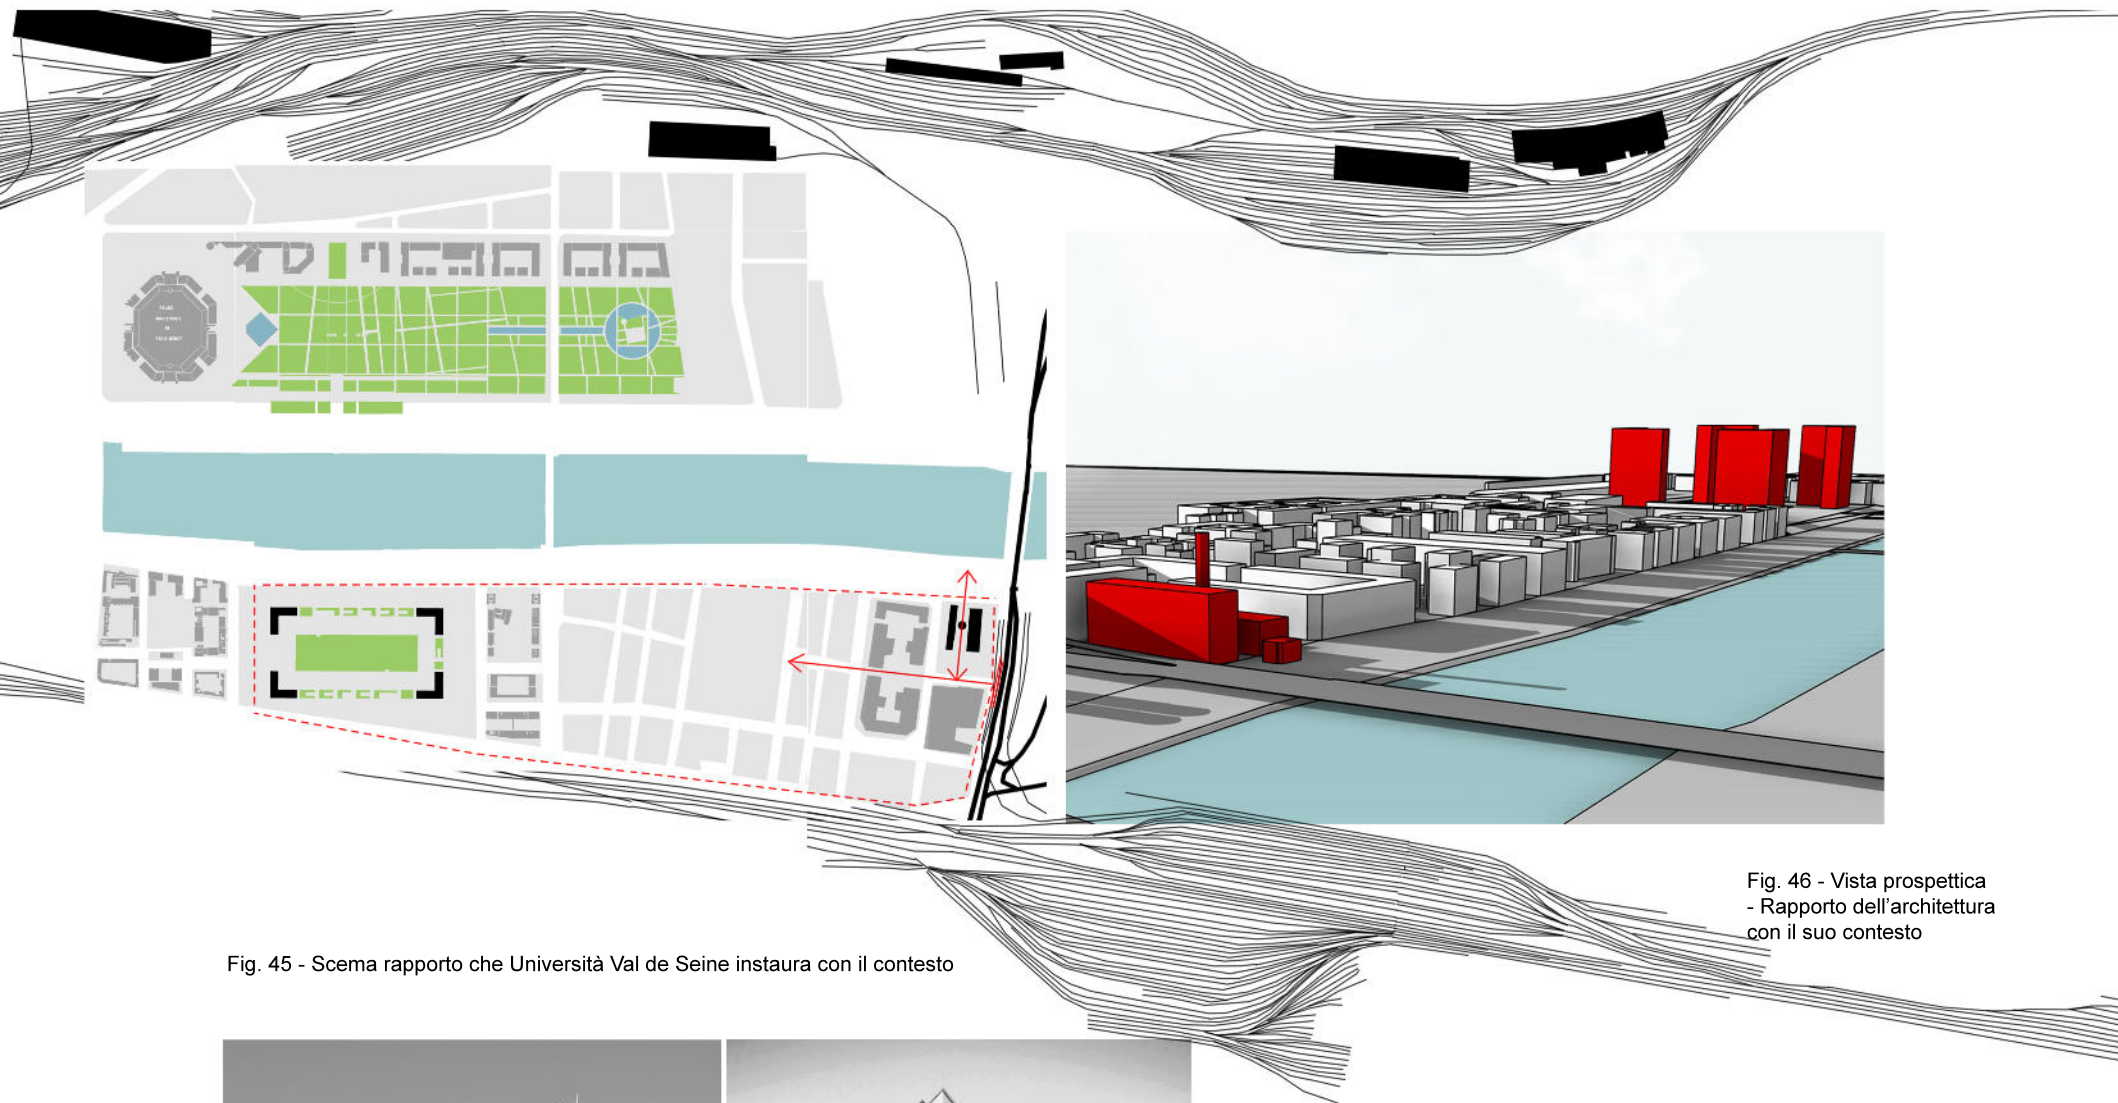 Fig. 46 - Vista prospettica
- Rapporto dell'architettura
con il suo contesto
Fig. 45 - Scema rapporto che Università Val de Seine instaura con il contesto